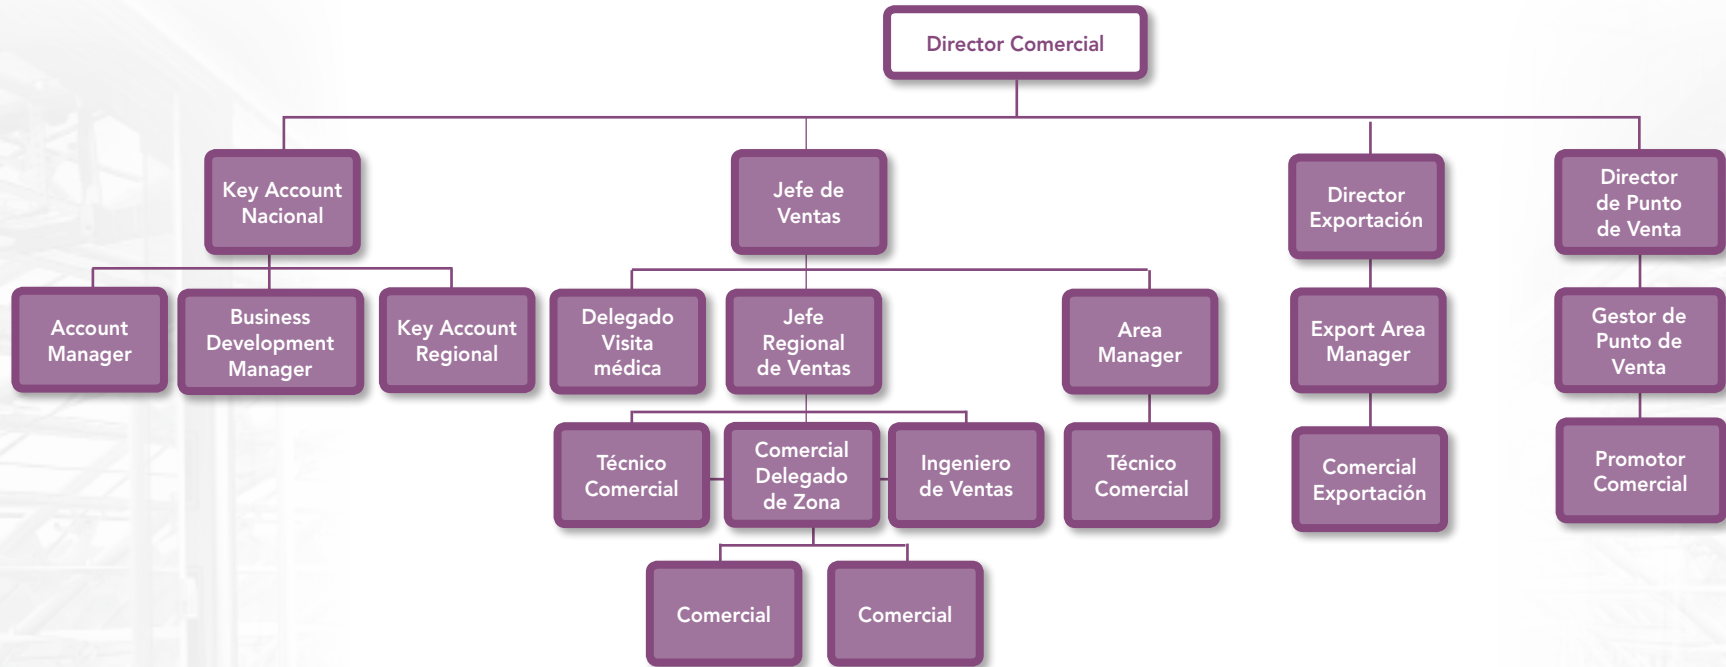 Director Comercial
Key Account
Nacional
Jefe de
Ventas
Director
Exportación
Director
de Punto
de Venta
Account
Manager
Business
Development
Manager
Key Account
Regional
Delegado
Visita
médica
Jefe
Regional
de Ventas
Area
Manager
Export Area
Manager
Gestor de
Punto de
Venta
Técnico
Comercial
Comercial
Delegado
de Zona
Ingeniero
de Ventas
Técnico
Comercial
Comercial
Exportación
Promotor
Comercial
Comercial
Comercial